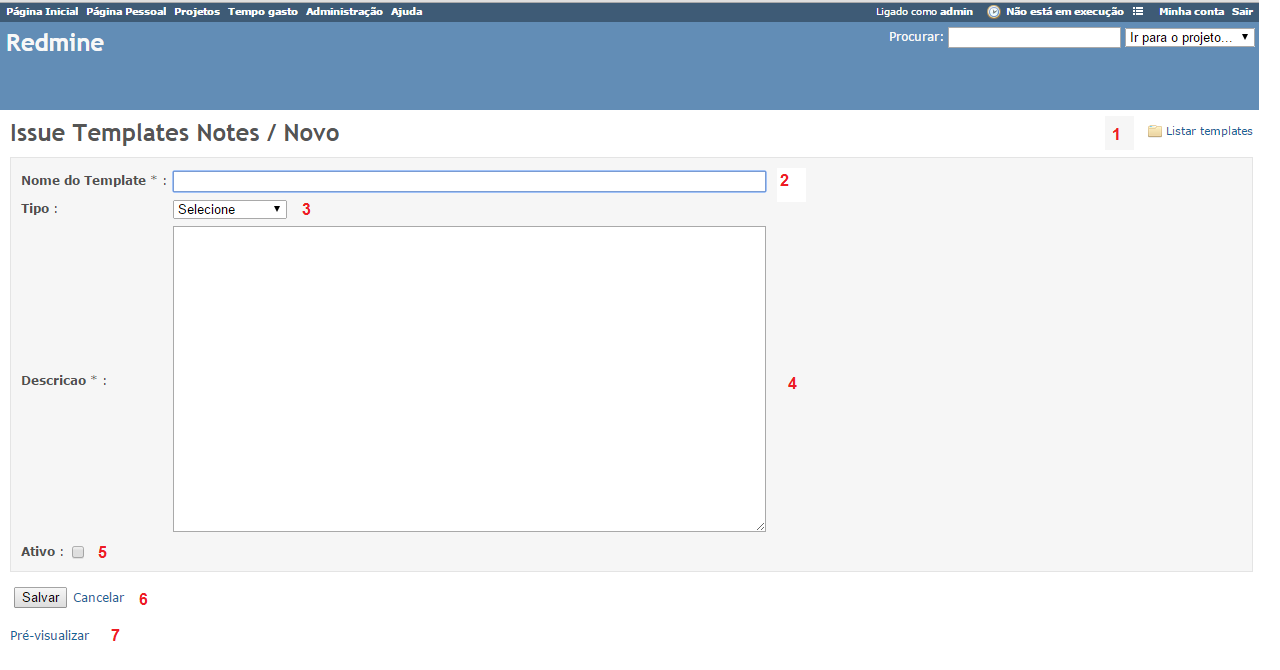 Página Inicial Página Pessoal Projetos Tempo gasto Administração Ajuda Ligado como admin Não está em execução Minha conta Sair
Redmine Procurar: Ir para o projeto...
Issue Templates Notes / Novo 1 Listar templates
Nome do Template * : 2
Tipo : Selecione 3
Descricao * : 4
Ativo : 5
Salvar Cancelar 6
Pré-visualizar 7